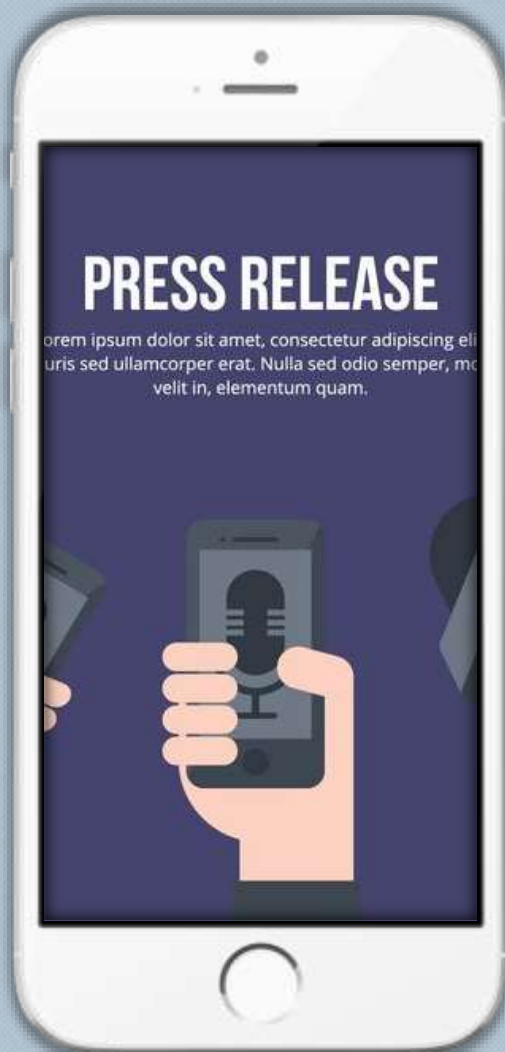 PRESS RELEASE
orem ipsum dolor sit amet, consectetur adipiscing eli
uris sed ullamcorper erat. Nulla sed odio semper, mo
velit in, elementum quam.